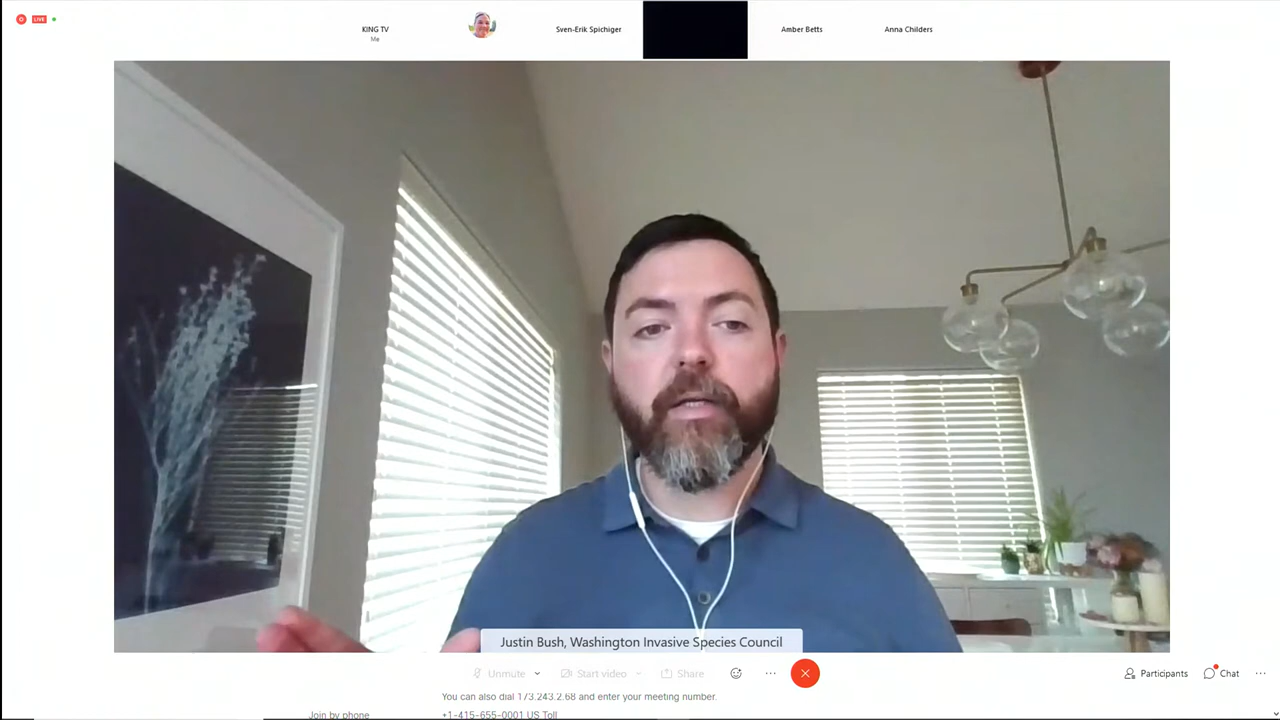 LIVE
KING TV
Me
Sven-Erik Spichiger
Amber Betts
Anna Childers
Justin Bush, Washington Invasive Species Council
Unmute
Start video
Share
Participants
Chat
You can also dial 173.243.2.68 and enter your meeting number.
Join by phone
+1-415-655-0001 US Toll